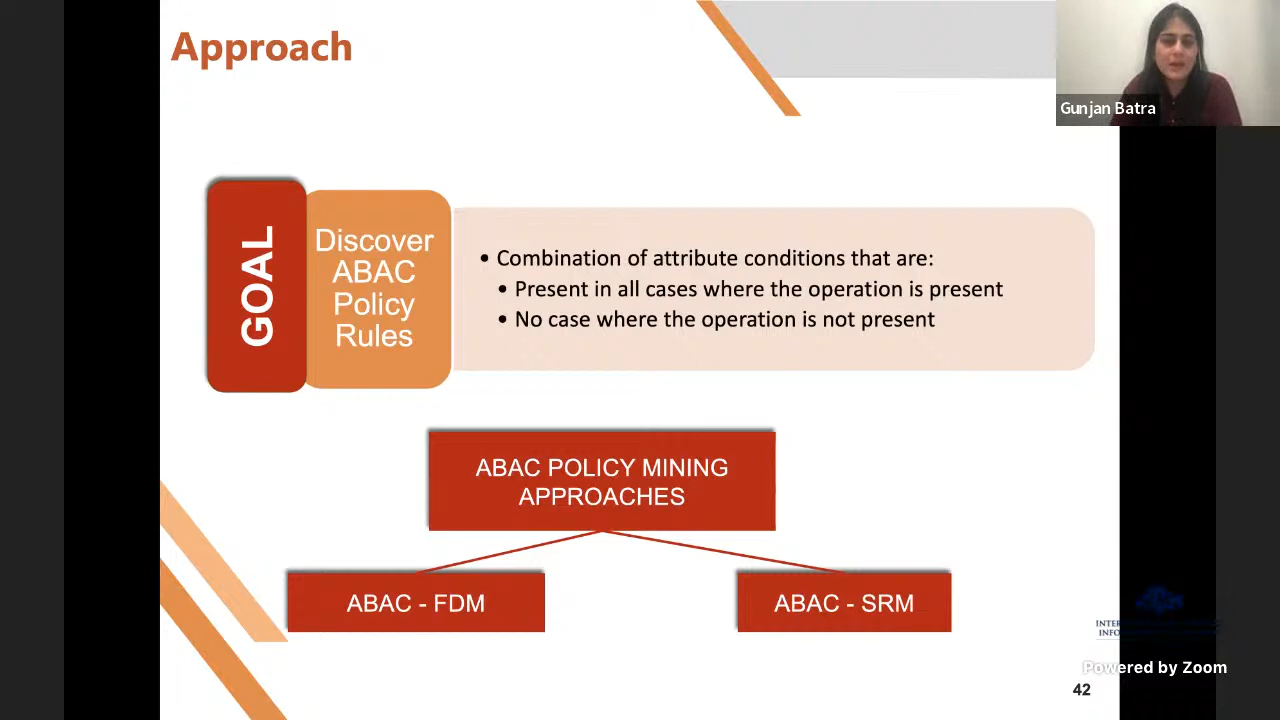 Approach
Gunjan Batra
GOAL
Discover
ABAC
Policy
Rules
• Combination of attribute conditions that are:
• Present in all cases where the operation is present
• No case where the operation is not present
ABAC POLICY MINING
APPROACHES
ABAC - FDM
ABAC - SRM
Powered by Zoom
42